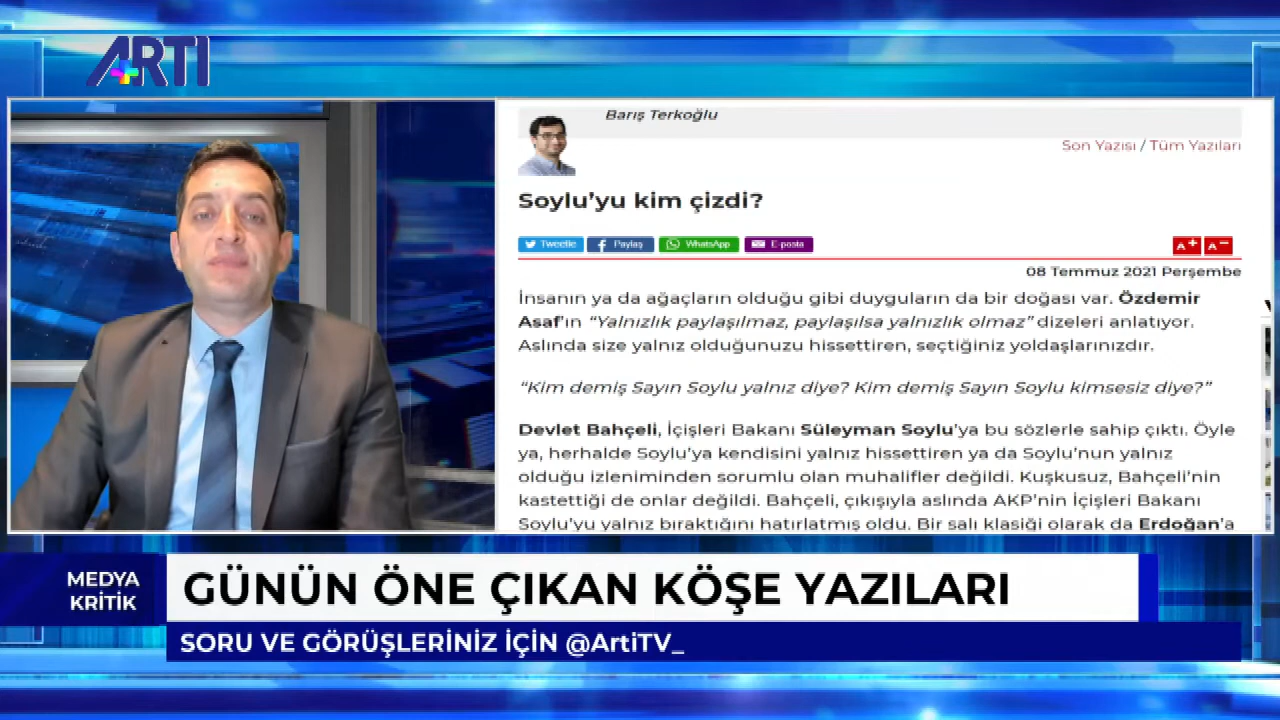 ARTI
Barış Terkoğlu
Son Yazısı / Tüm Yazıları
Soylu'yu kim çizdi?
Tweetle Paylaş WhatsApp E-posta A+ A-
08 Temmuz 2021 Perşembe
İnsanın ya da ağaçların olduğu gibi duyguların da bir doğası var. Özdemir
Asaf'ın "Yalnızlık paylaşılmaz, paylaşılsa yalnızlık olmaz" dizeleri anlatıyor.
Aslında size yalnız olduğunuzu hissettiren, seçtiğiniz yoldaşlarınızdır.
"Kim demiş Sayın Soylu yalnız diye? Kim demiş Sayın Soylu kimsesiz diye?"
Devlet Bahçeli, İçişleri Bakanı Süleyman Soylu'ya bu sözlerle sahip çıktı. Öyle
ya, herhalde Soylu'ya kendisini yalnız hissettiren ya da Soylu'nun yalnız
olduğu izleniminden sorumlu olan muhalifler değildi. Kuşkusuz, Bahçeli'nin
kastettiği de onlar değildi. Bahçeli, çıkışıyla aslında AKP'nin İçişleri Bakanı
Soylu'yu yalnız bıraktığını hatırlatmış oldu. Bir salı klasiği olarak da Erdoğan'a
MEDYA
KRİTİK
GÜNÜN ÖNE ÇIKAN KÖŞE YAZILARI
SORU VE GÖRÜŞLERİNİZ İÇİN @ArtiTV_